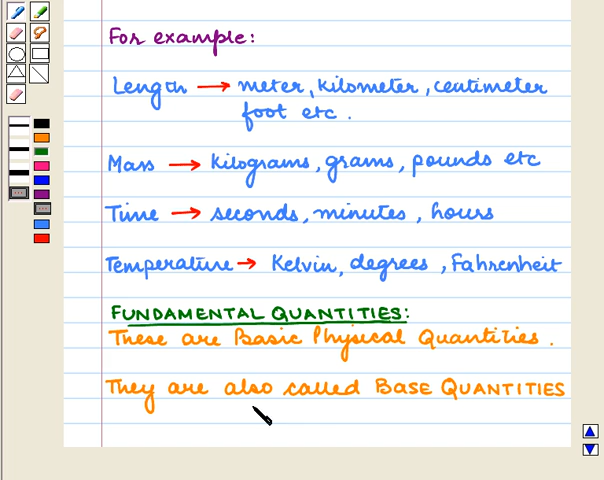 For example:
Length → meter, kilometer, centimeter
foot etc.
Mass → kilograms, grams, pounds etc
Time → seconds, minutes, hours
Temperature → Kelvin, degrees, Fahrenheit
FUNDAMENTAL QUANTITIES:
These are Basic Physical Quantities.
They are also called BASE QUANTITIES